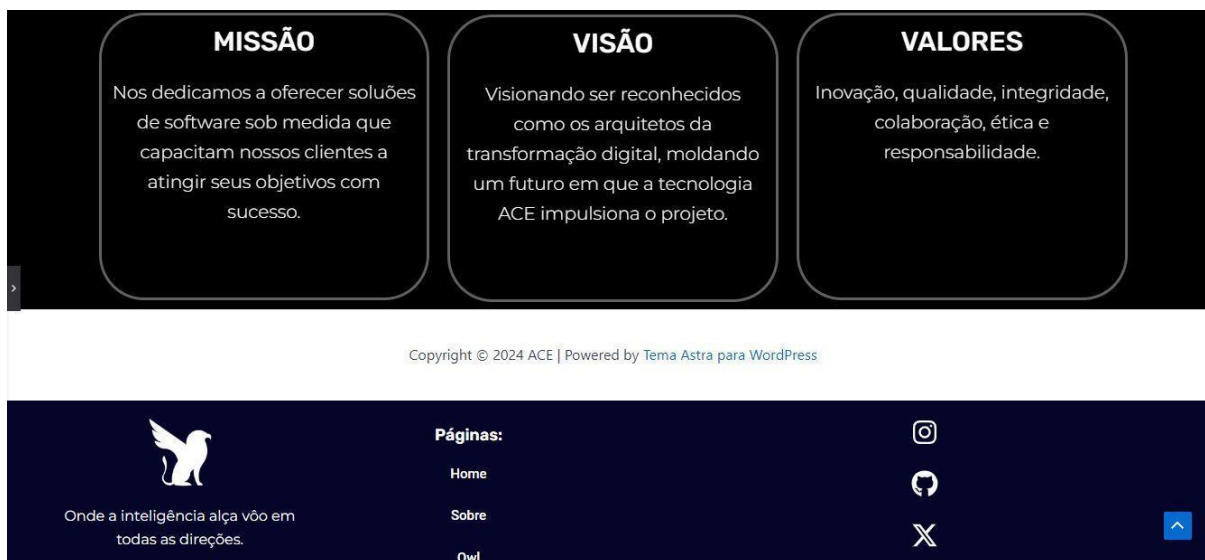 MISSÃO
Nos dedicamos a oferecer soluões
de software sob medida que
capacitam nossos clientes a
atingir seus objetivos com
sucesso.
VISÃO
Visionando ser reconhecidos
como os arquitetos da
transformação digital, moldando
um futuro em que a tecnologia
ACE impulsiona o projeto.
VALORES
Inovação, qualidade, integridade,
colaboração, ética e
responsabilidade.
Copyright © 2024 ACE | Powered by Tema Astra para WordPress
Onde a inteligência alça vôo em
todas as direções.
Páginas:
Home
Sobre
Owl